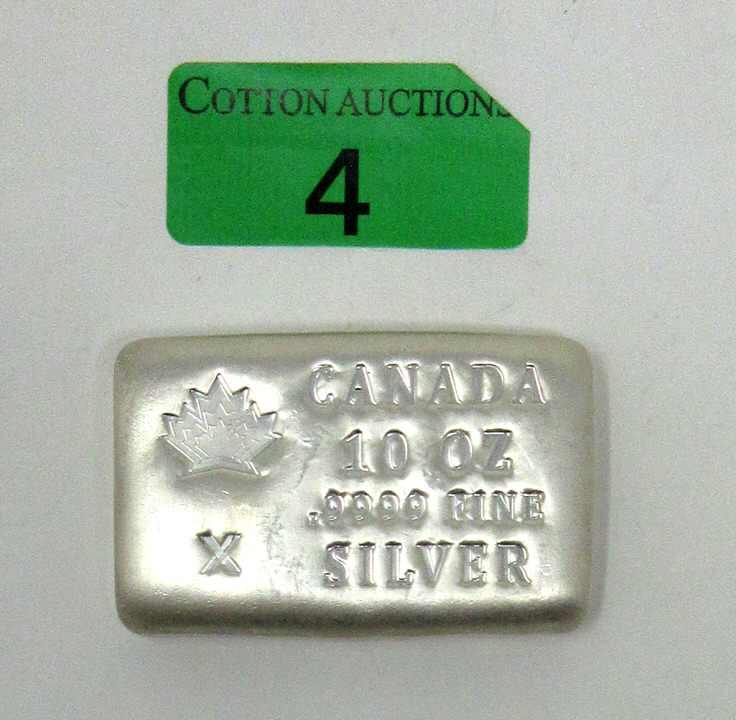 COTTON AUCTIONS
4
CANADA
10 OZ
.9999 FINE
X
SILVER